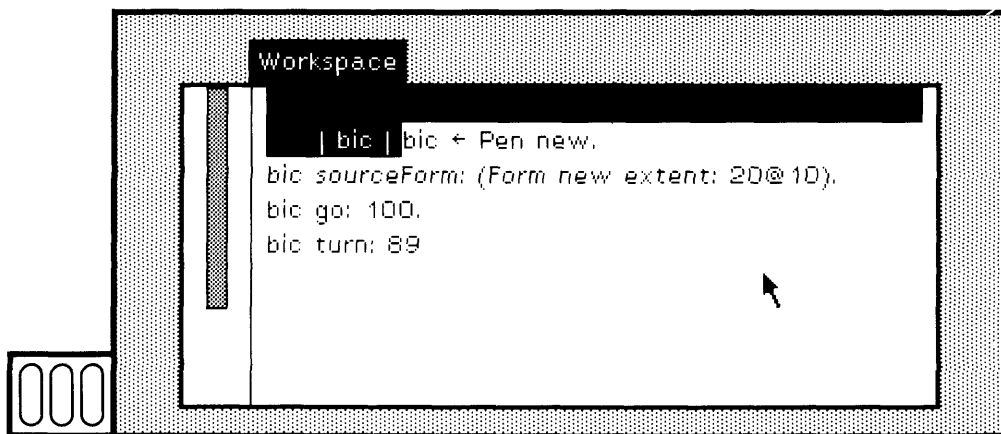 Workspace
| bic | bic ← Pen new.
bic sourceForm: (Form new extent: 20@10).
bic go: 100.
bic turn: 89